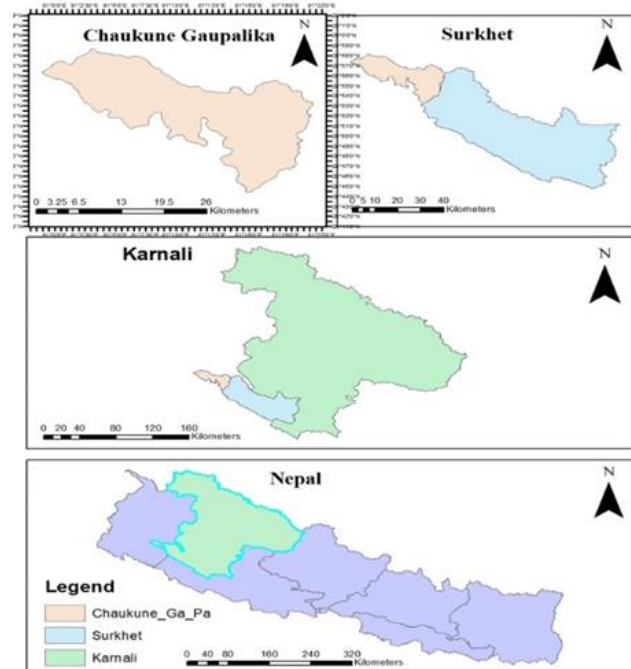 Chaukune Gaupalika
N
0 3.25 6.5 13 19.5 26
Kilometers
Surkhet
N
0 5 10 20 30 40
Kilometers
Karnali
N
0 20 40 80 120 160
Kilometers
Nepal
N
Legend
Chaukune_Ga_Pa
Surkhet
Karnali
0 40 80 160 240 320
Kilometers